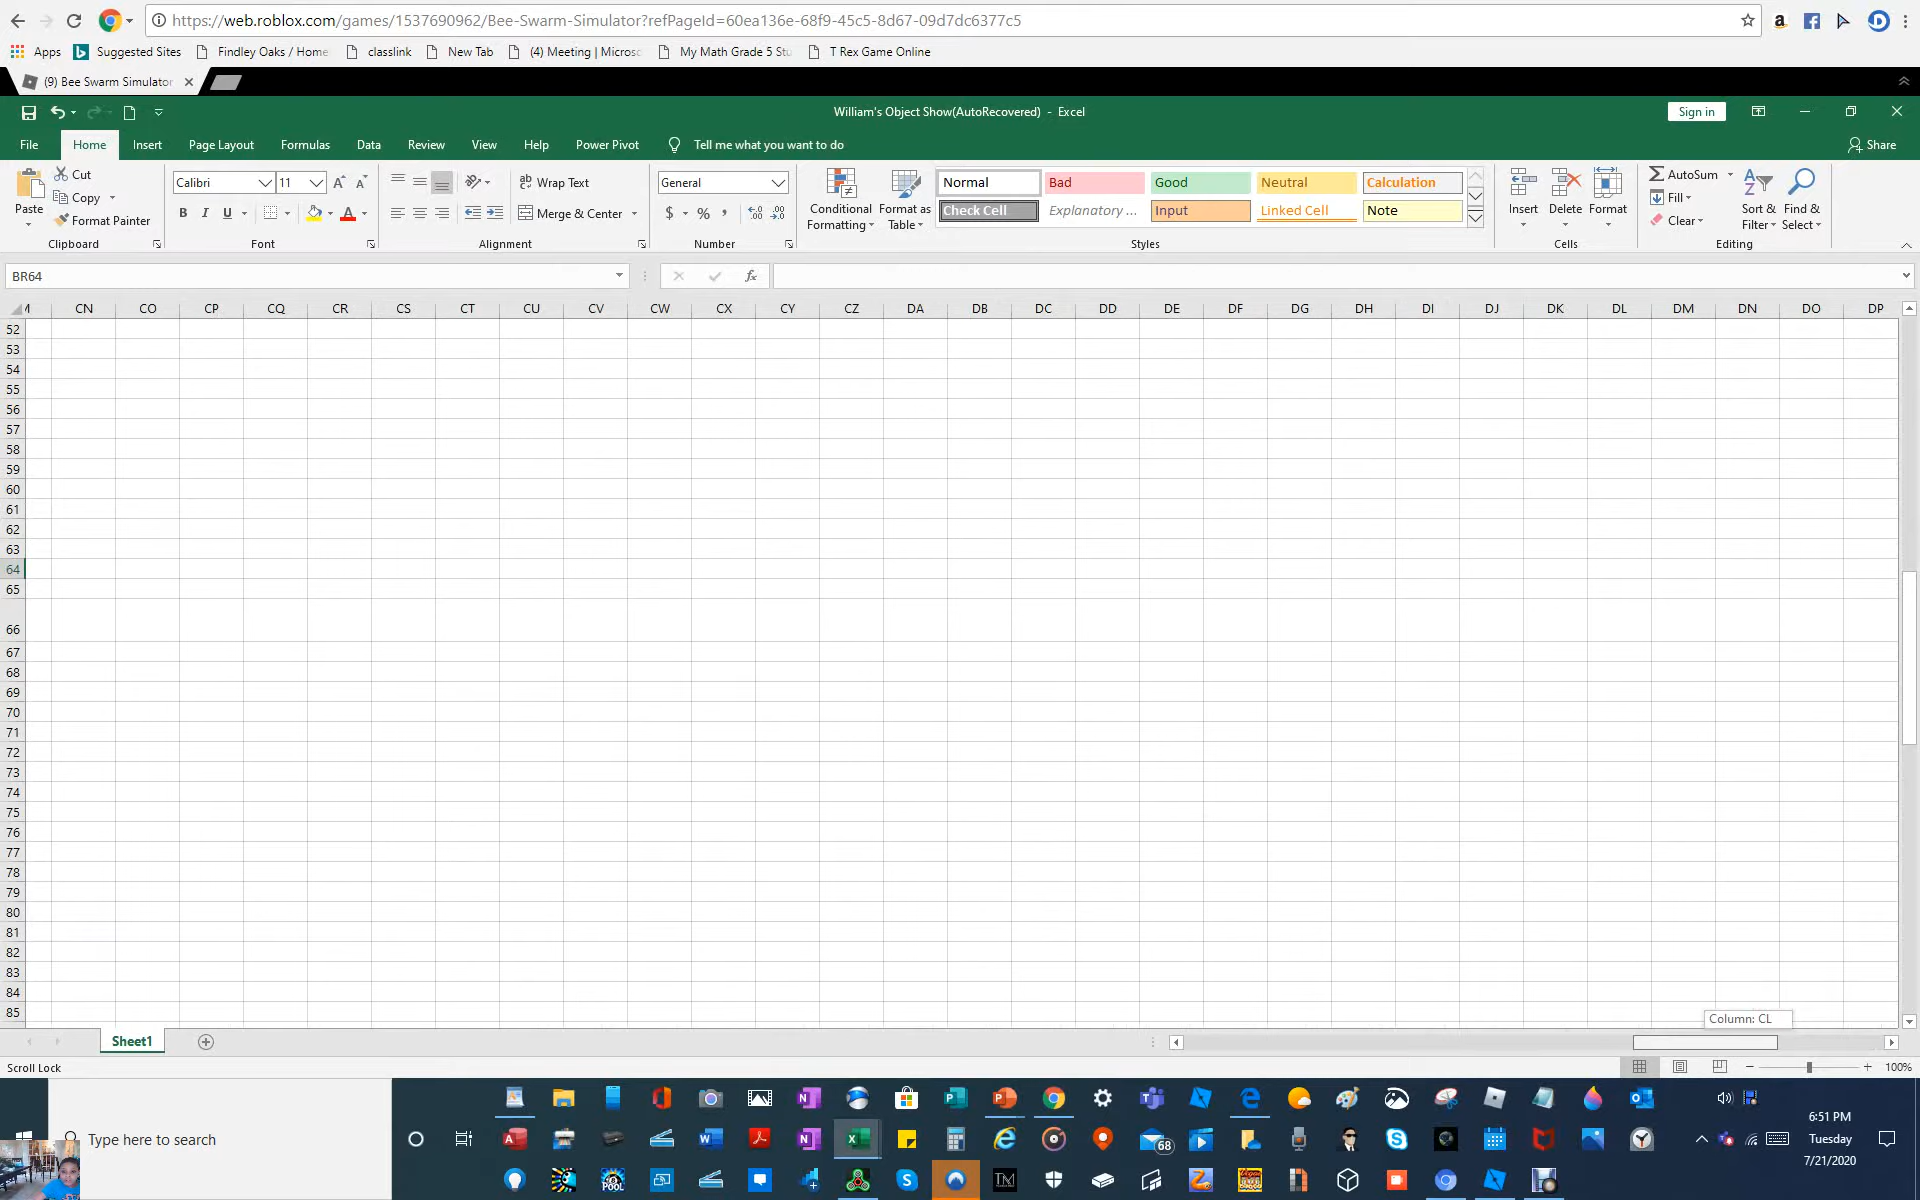 https://web.roblox.com/games/1537690962/Bee-Swarm-Simulator?refPageId=60ea136e-68f9-45c5-8d67-09d7dc6377c5
Apps Suggested Sites Findley Oaks / Home classlink New Tab (4) Meeting | Micros My Math Grade 5 Stu T Rex Game Online
(9) Bee Swarm Simulator
William's Object Show(AutoRecovered) - Excel Sign in
File Home Insert Page Layout Formulas Data Review View Help Power Pivot Tell me what you want to do Share
Paste Cut Copy Format Painter Clipboard
Calibri 11 B I U Font
Wrap Text Merge & Center Alignment
General $ % , Number
Conditional Formatting Format as Table
Normal Bad Good Neutral Calculation
Check Cell Explanatory ... Input Linked Cell Note
Styles
Insert Delete Format Cells
AutoSum Fill Clear Sort & Filter Find & Select Editing
BR64 fx
CN CO CP CQ CR CS CT CU CV CW CX CY CZ DA DB DC DD DE DF DG DH DI DJ DK DL DM DN DO DP
52
53
54
55
56
57
58
59
60
61
62
63
64
65
66
67
68
69
70
71
72
73
74
75
76
77
78
79
80
81
82
83
84
85
Column: CL
Sheet1
Scroll Lock 100%
Type here to search
68
POOL
TM
6:51 PM
Tuesday
7/21/2020